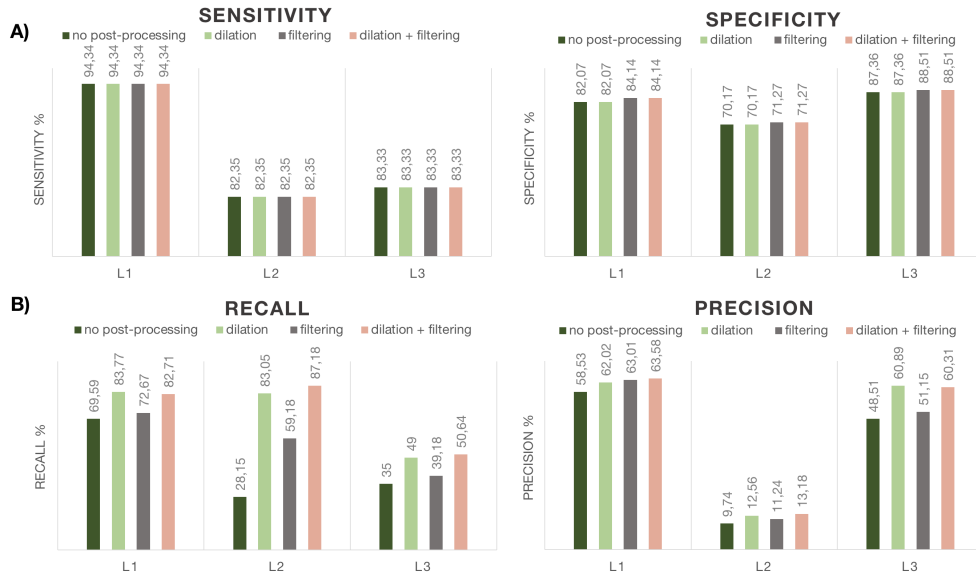 A)
SENSITIVITY
no post-processing dilation filtering dilation + filtering
94,34 94,34 94,34 94,34
82,35 82,35 82,35 82,35
83,33 83,33 83,33 83,33
SENSITIVITY %
L1 L2 L3
SPECIFICITY
no post-processing dilation filtering dilation + filtering
82,07 82,07 84,14 84,14
70,17 70,17 71,27 71,27
87,36 87,36 88,51 88,51
SPECIFICITY %
L1 L2 L3
B)
RECALL
no post-processing dilation filtering dilation + filtering
69,59 83,77 72,67 82,71
28,15 83,05 59,18 87,18
35 49 39,18 50,64
RECALL %
L1 L2 L3
PRECISION
no post-processing dilation filtering dilation + filtering
58,53 62,02 63,01 63,58
9,74 12,56 11,24 13,18
48,51 60,89 51,15 60,31
PRECISION %
L1 L2 L3